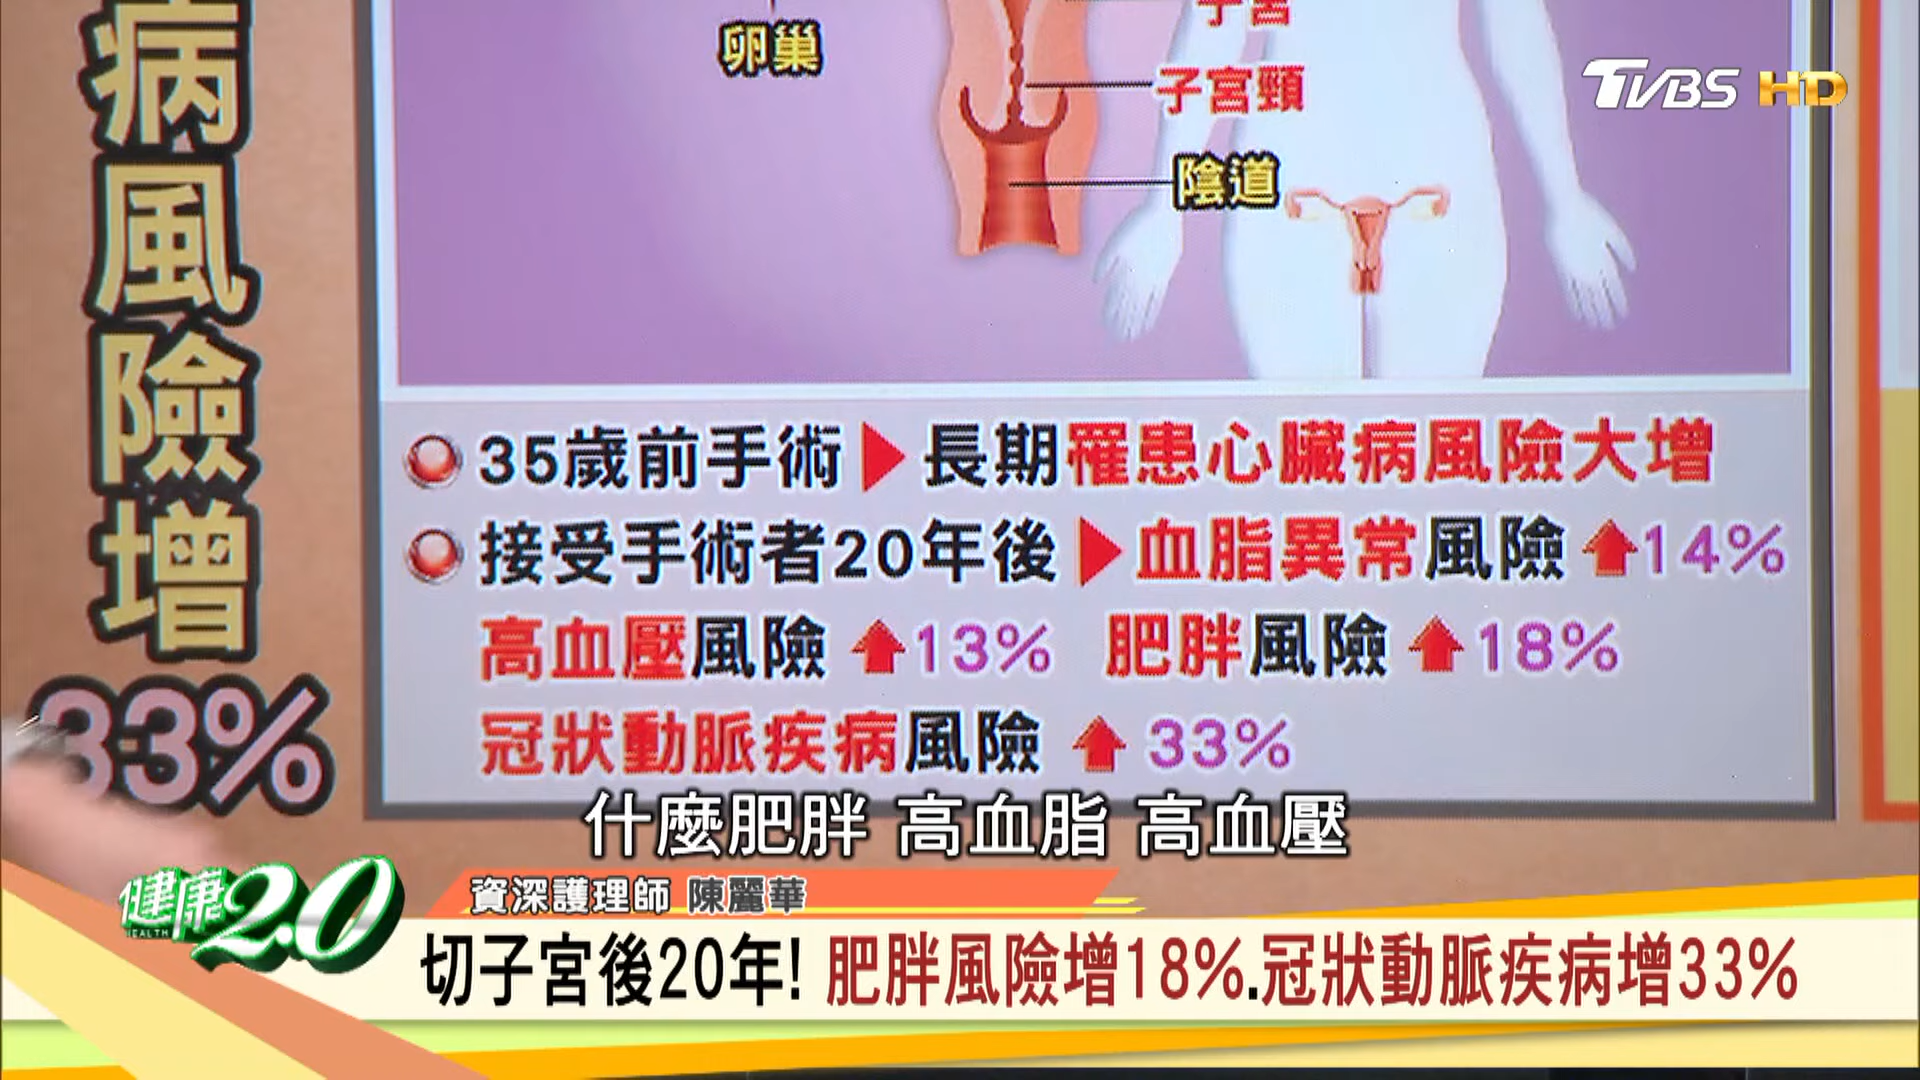 病風險增
33%
卵巢
子宮
子宮頸
陰道
TVBS HD
35歲前手術▶長期罹患心臟病風險大增
接受手術者20年後▶血脂異常風險⬆14%
高血壓風險⬆13% 肥胖風險⬆18%
冠狀動脈疾病風險⬆33%
什麼肥胖 高血脂 高血壓
健康2.0
HEALTH
資深護理師 陳麗華
切子宮後20年! 肥胖風險增18%.冠狀動脈疾病增33%